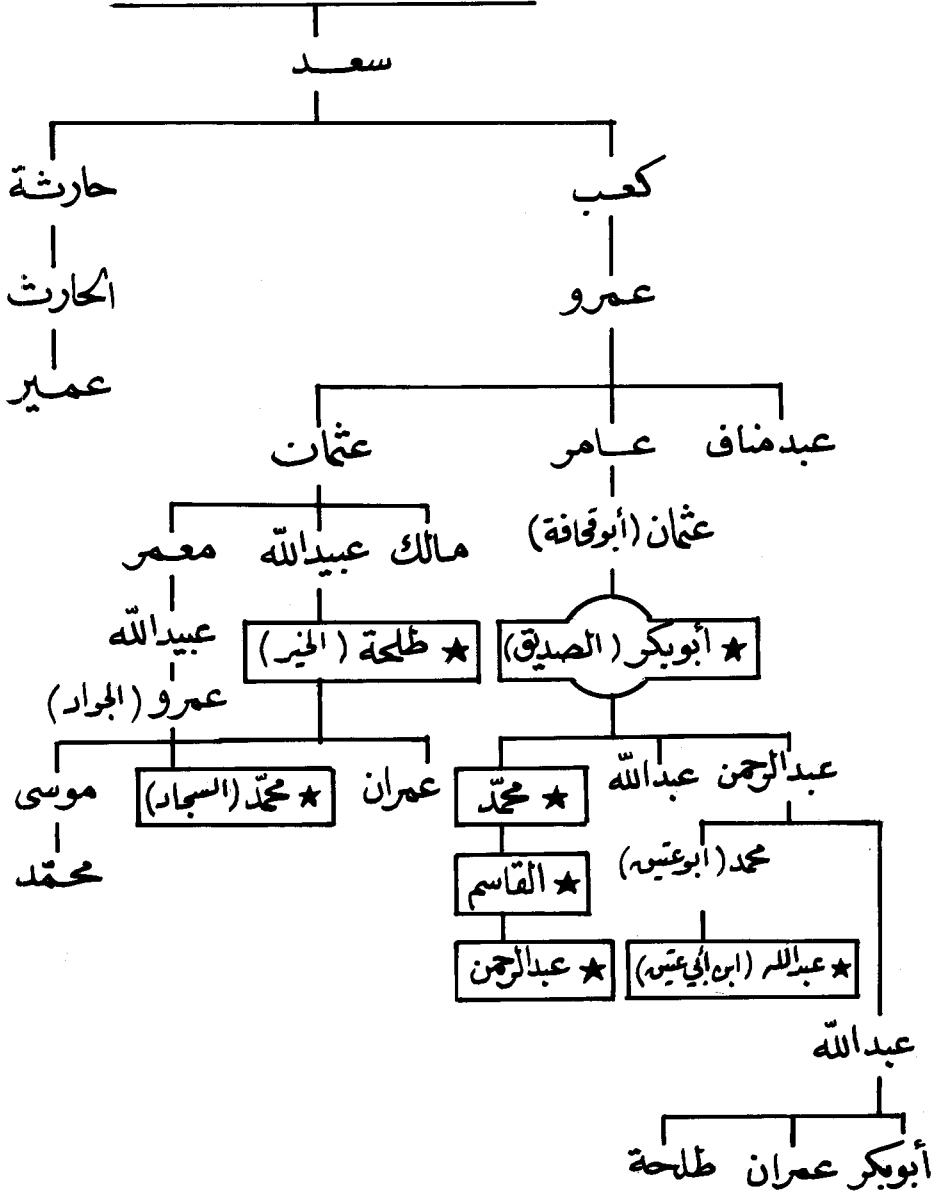 سعد
كعب حارثة
عمرو الحارث
عمير
عبدمناف عامر عثمان
عثمان (أبوقحافة) مالك عبيدالله معمر
★ أبوبكر (الصديق) ★ طلحة (الخير) عبيدالله
عمرو (الجواد)
عبدالرحمن عبدالله ★ محمّد عمران ★ محمّد (السجاد) موسى
محمد (أبوعتيق) ★ القاسم محمّد
★ عبدالله (ابن أبي عتيق) ★ عبدالرحمن
عبدالله
أبوبكر عمران طلحة